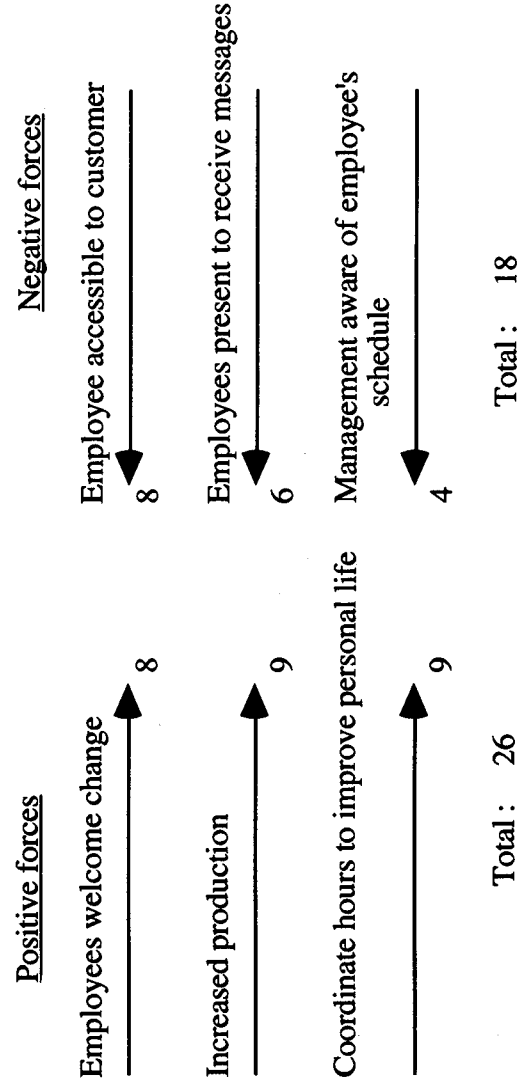 Positive forces
Negative forces
Employees welcome change
Employee accessible to customer
8
8
Increased production
Employees present to receive messages
9
6
Coordinate hours to improve personal life
Management aware of employee's
schedule
9
4
Total : 26
Total : 18